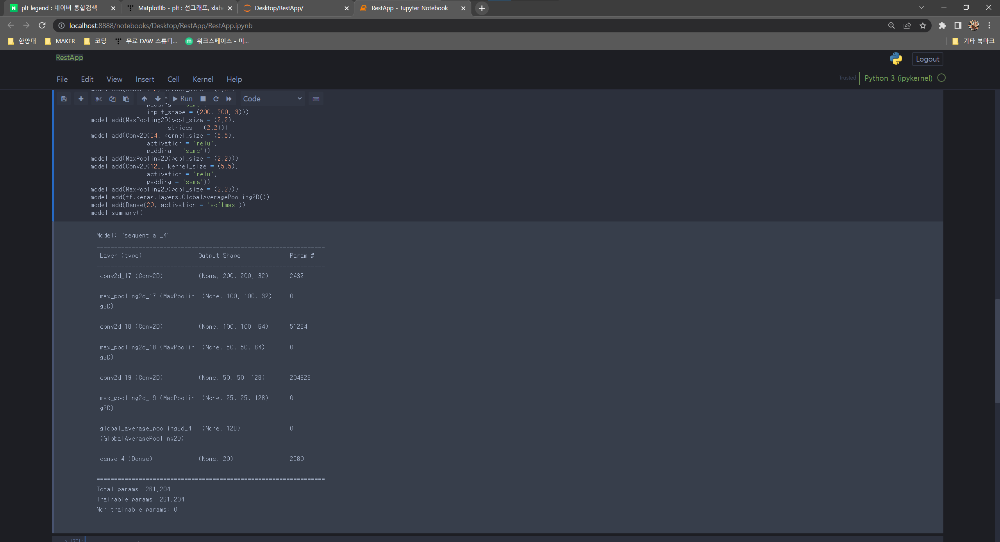 plt legend : 네이버 통합검색
Matplotlib - plt : 선그래프, xlabe
Desktop/RestApp/
RestApp - Jupyter Notebook
localhost:8888/notebooks/Desktop/RestApp/RestApp.ipynb
한양대
MAKER
코딩
무료 DAW 스튜디...
워크스페이스 - 미...
기타 북마크
RestApp
Logout
File Edit View Insert Cell Kernel Help
Trusted
Python 3 (ipykernel)
Run
Code
input_shape = (200, 200, 3)))
model.add(MaxPooling2D(pool_size = (2,2),
strides = (2,2)))
model.add(Conv2D(64, kernel_size = (5,5),
activation = 'relu',
padding = 'same'))
model.add(MaxPooling2D(pool_size = (2,2)))
model.add(Conv2D(128, kernel_size = (5,5),
activation = 'relu',
padding = 'same'))
model.add(MaxPooling2D(pool_size = (2,2)))
model.add(tf.keras.layers.GlobalAveragePooling2D())
model.add(Dense(20, activation = 'softmax'))
model.summary()
Model: "sequential_4"
Layer (type) Output Shape Param #
conv2d_17 (Conv2D) (None, 200, 200, 32) 2432
max_pooling2d_17 (MaxPoolin (None, 100, 100, 32) 0
g2D)
conv2d_18 (Conv2D) (None, 100, 100, 64) 51264
max_pooling2d_18 (MaxPoolin (None, 50, 50, 64) 0
g2D)
conv2d_19 (Conv2D) (None, 50, 50, 128) 204928
max_pooling2d_19 (MaxPoolin (None, 25, 25, 128) 0
g2D)
global_average_pooling2d_4 (None, 128) 0
(GlobalAveragePooling2D)
dense_4 (Dense) (None, 20) 2580
Total params: 261,204
Trainable params: 261,204
Non-trainable params: 0
In [70]: